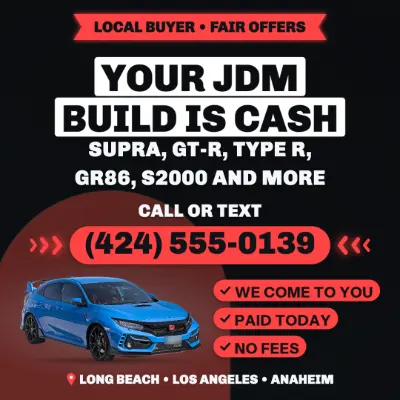 LOCAL BUYER • FAIR OFFERS
YOUR JDM
BUILD IS CASH
SUPRA, GT-R, TYPE R,
GR86, S2000 AND MORE
CALL OR TEXT
(424) 555-0139
WE COME TO YOU
PAID TODAY
NO FEES
LONG BEACH • LOS ANGELES • ANAHEIM